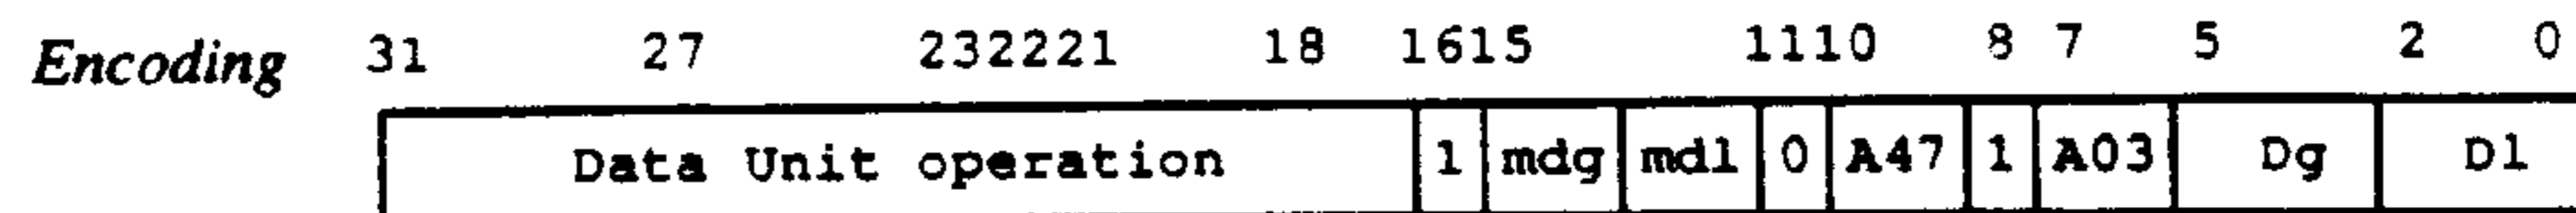 Encoding 31 27 232221 18 1615 1110 8 7 5 2 0
Data Unit operation 1 mdg mdl 0 A47 1 A03 Dg Dl